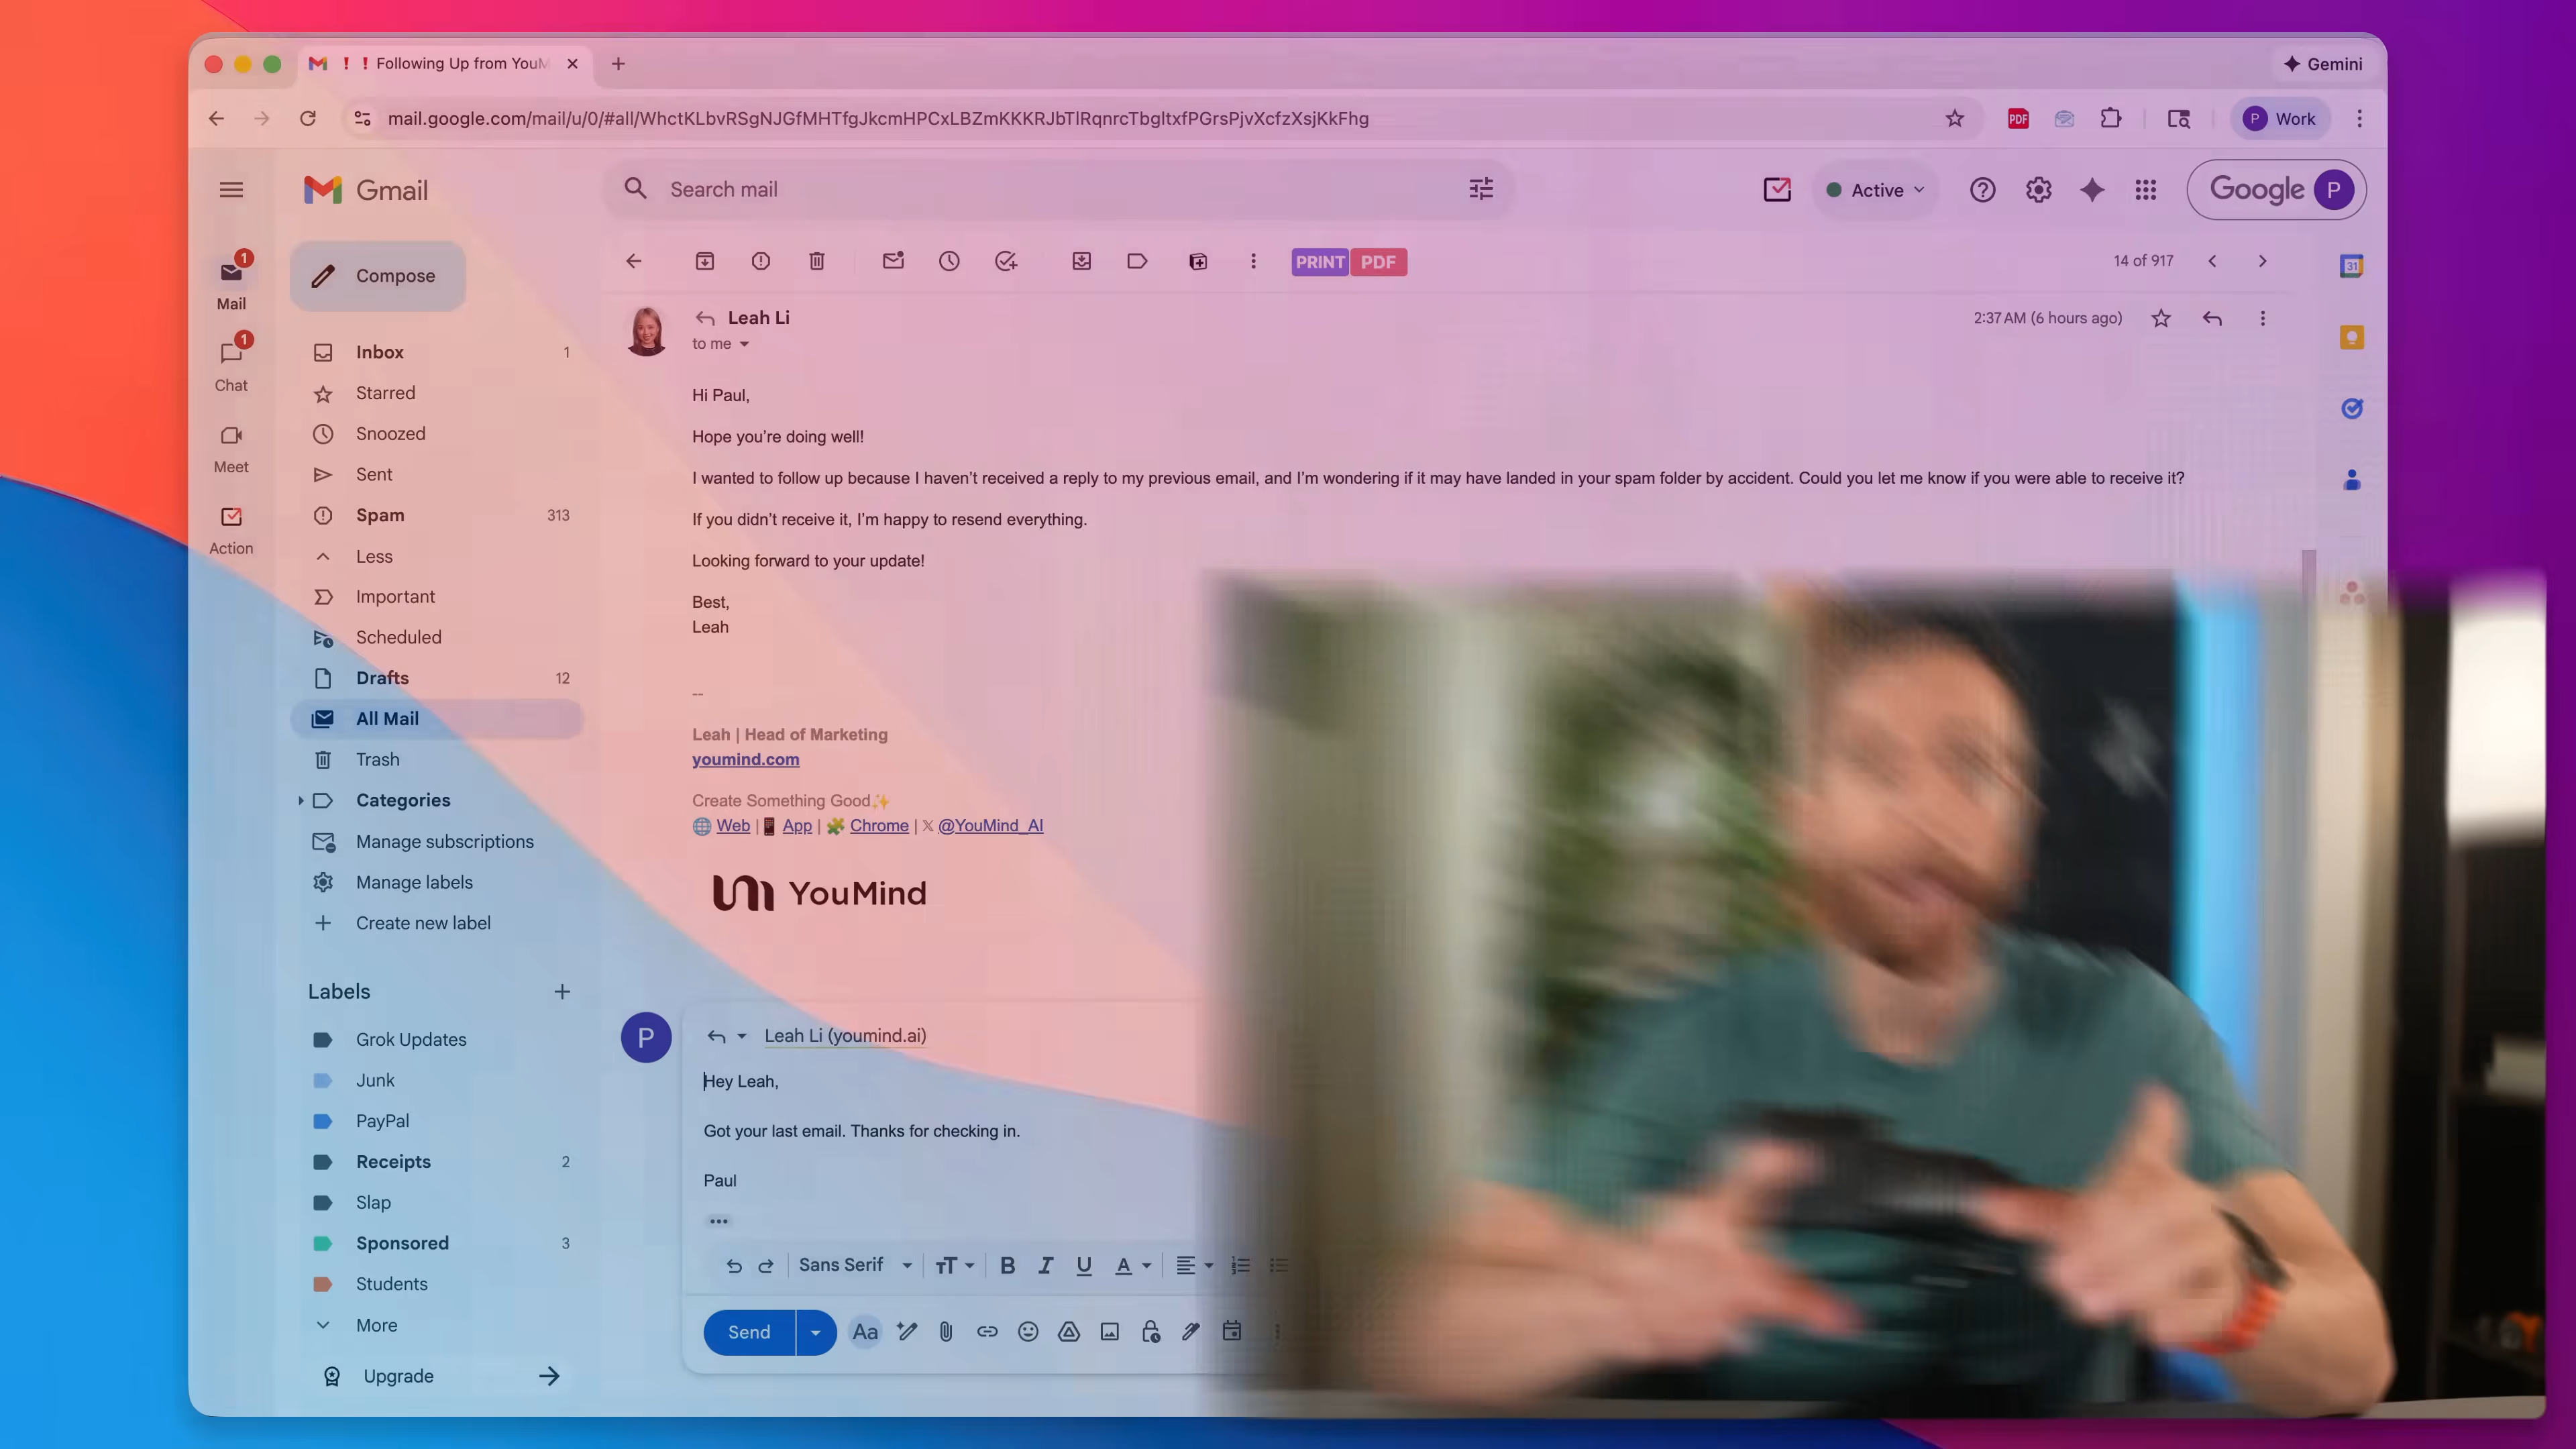 ! ! Following Up from YouM
Gemini
mail.google.com/mail/u/0/#all/WhctKLbvRSgNJGfMHTfgJkcmHPCxLBZmKKKRJbTlRqnrcTbgltxfPGrsPjvXcfzXsjKkFhg
PDF
P Work
Gmail
Search mail
Active
Google P
1
Mail
1
Chat
Meet
Action
Compose
Inbox 1
Starred
Snoozed
Sent
Spam 313
Less
Important
Scheduled
Drafts 12
All Mail
Trash
Categories
Manage subscriptions
Manage labels
Create new label
Labels
Grok Updates
Junk
PayPal
Receipts 2
Slap
Sponsored 3
Students
More
Upgrade
PRINT PDF
14 of 917
31
Leah Li
2:37 AM (6 hours ago)
to me
Hi Paul,
Hope you're doing well!
I wanted to follow up because I haven't received a reply to my previous email, and I'm wondering if it may have landed in your spam folder by accident. Could you let me know if you were able to receive it?
If you didn't receive it, I'm happy to resend everything.
Looking forward to your update!
Best,
Leah
--
Leah | Head of Marketing
youmind.com
Create Something Good✨
🌐 Web | 📱 App | 🧩 Chrome | 𝕏 @YouMind_AI
YouMind
P
Leah Li (youmind.ai)
Hey Leah,
Got your last email. Thanks for checking in.
Paul
Sans Serif
B I U A
Send Aa